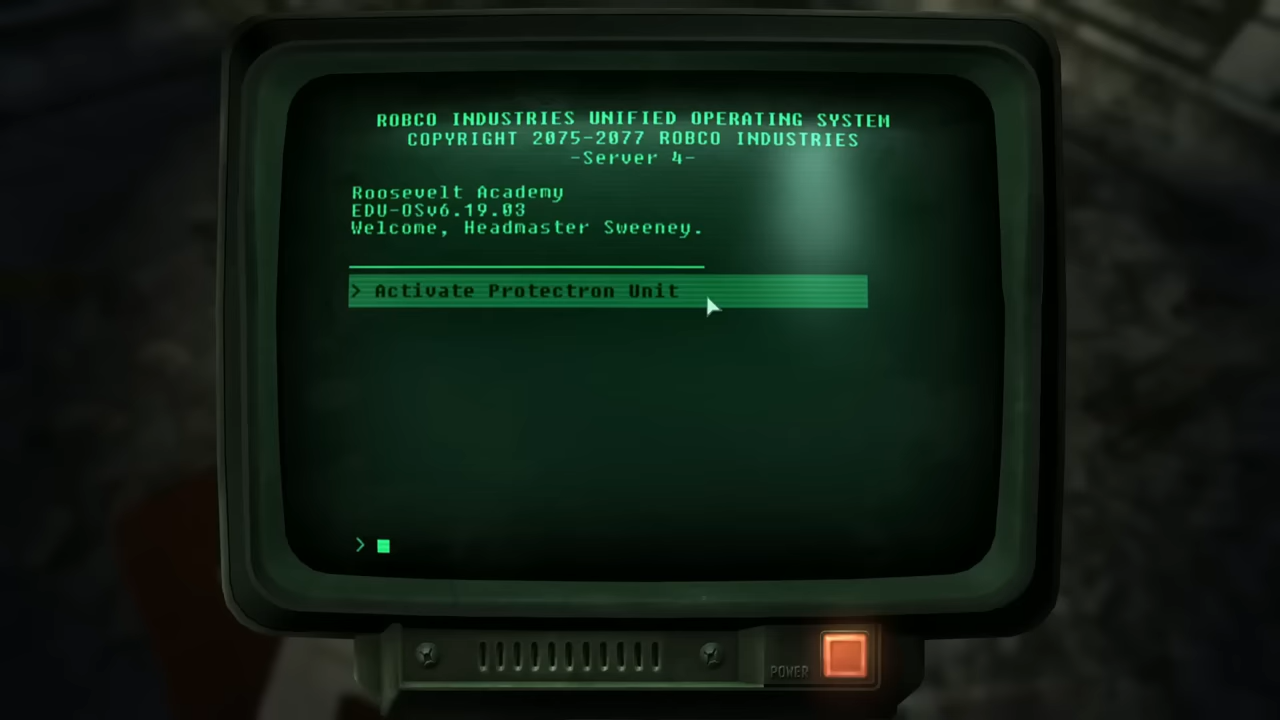 ROBCO INDUSTRIES UNIFIED OPERATING SYSTEM
COPYRIGHT 2075-2077 ROBCO INDUSTRIES
-Server 4-
Roosevelt Academy
EDU-OSv6.19.03
Welcome, Headmaster Sweeney.
> Activate Protectron Unit
>
POWER